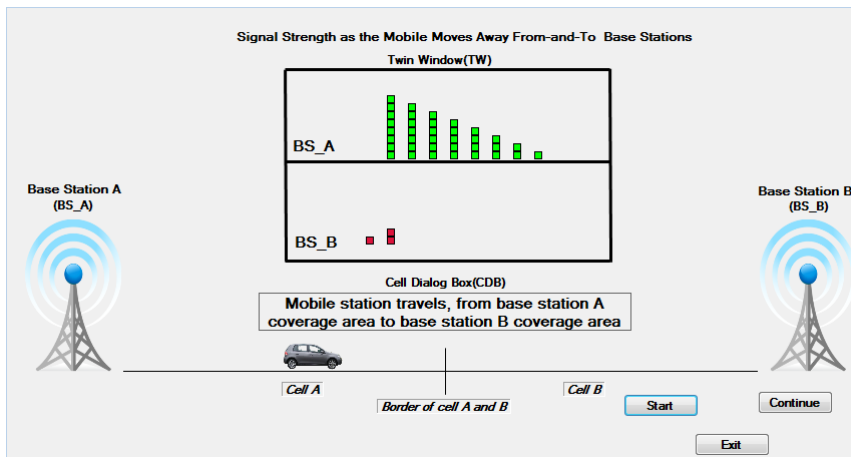 Signal Strength as the Mobile Moves Away From-and-To Base Stations
Twin Window(TW)
BS_A
Base Station A
(BS_A)
Base Station B
(BS_B)
BS_B
Cell Dialog Box(CDB)
Mobile station travels, from base station A
coverage area to base station B coverage area
Cell A
Border of cell A and B
Cell B
Start
Continue
Exit